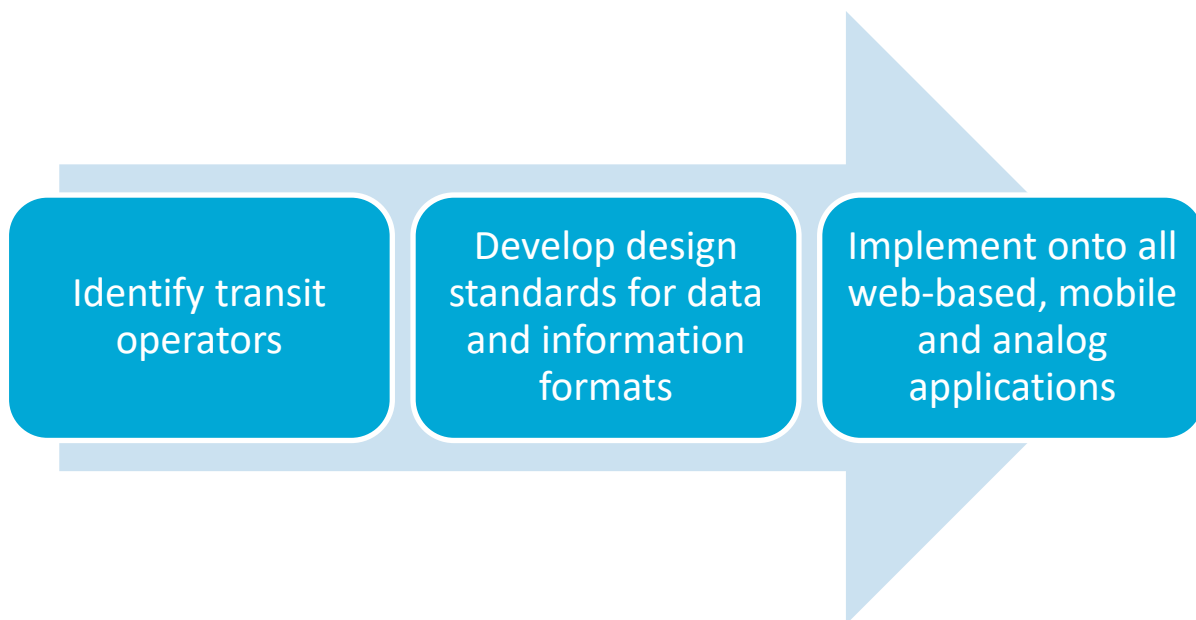 Identify transit
operators
Develop design
standards for data
and information
formats
Implement onto all
web-based, mobile
and analog
applications